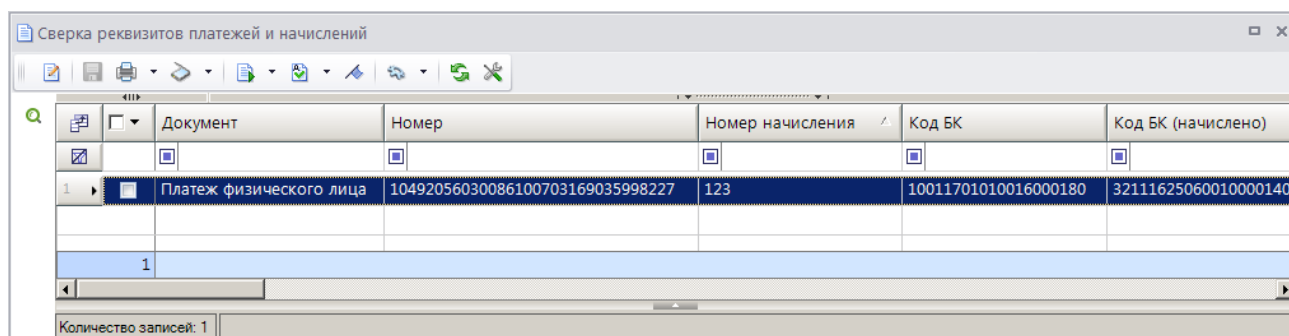 Сверка реквизитов платежей и начислений
Документ Номер Номер начисления Код БК Код БК (начислено)
1 Платеж физического лица 10492056030086100703169035998227 123 10011701010016000180 32111625060010000140
1
Количество записей: 1